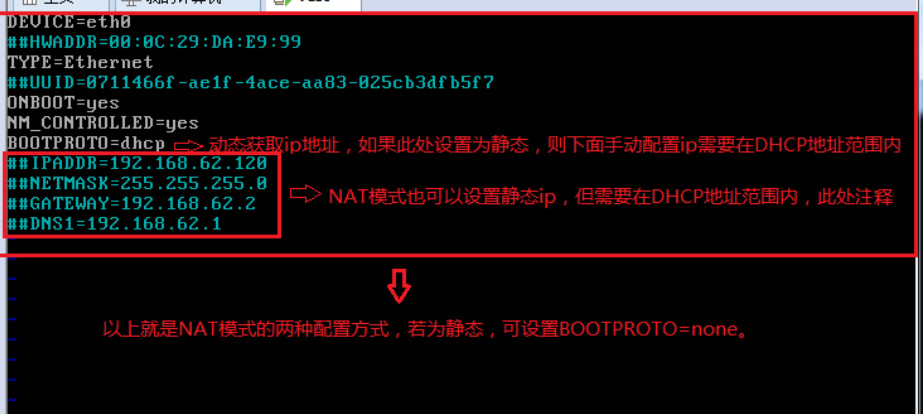 主页
我的计算机
DEVICE=eth0
##HWADDR=00:0C:29:DA:E9:99
TYPE=Ethernet
##UUID=0711466f-ae1f-4ace-aa83-025cb3dfb5f7
ONBOOT=yes
NM_CONTROLLED=yes
BOOTPROTO=dhcp 动态获取ip地址，如果此处设置为静态，则下面手动配置ip需要在DHCP地址范围内
##IPADDR=192.168.62.120
##NETMASK=255.255.255.0
NAT模式也可以设置静态ip，但需要在DHCP地址范围内，此处注释
##GATEWAY=192.168.62.2
##DNS1=192.168.62.1
~
~
~
以上就是NAT模式的两种配置方式，若为静态，可设置BOOTPROTO=none。
~
~
~
~